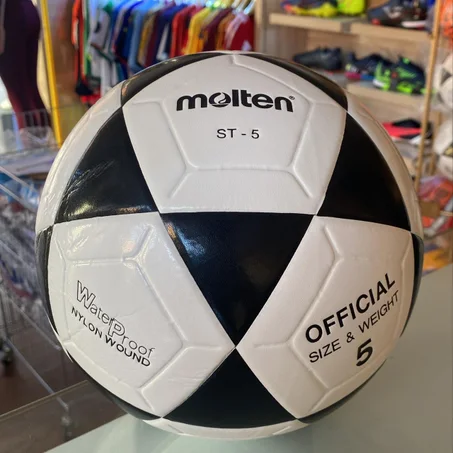 molten
ST - 5
WaterProof
NYLON WOUND
OFFICIAL
SIZE & WEIGHT
5